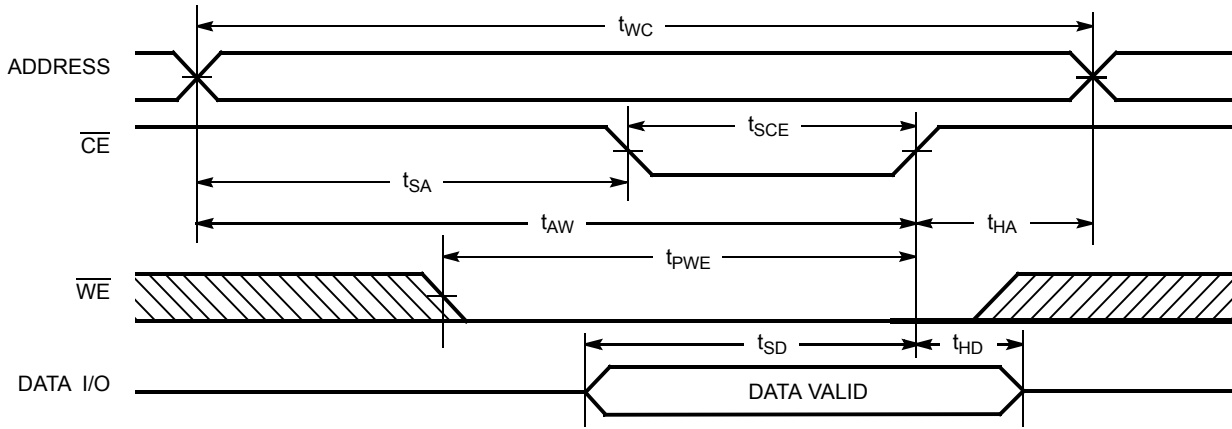 tWC
ADDRESS
CE
tSCE
tSA
tAW
tHA
tPWE
WE
tSD
tHD
DATA I/O
DATA VALID